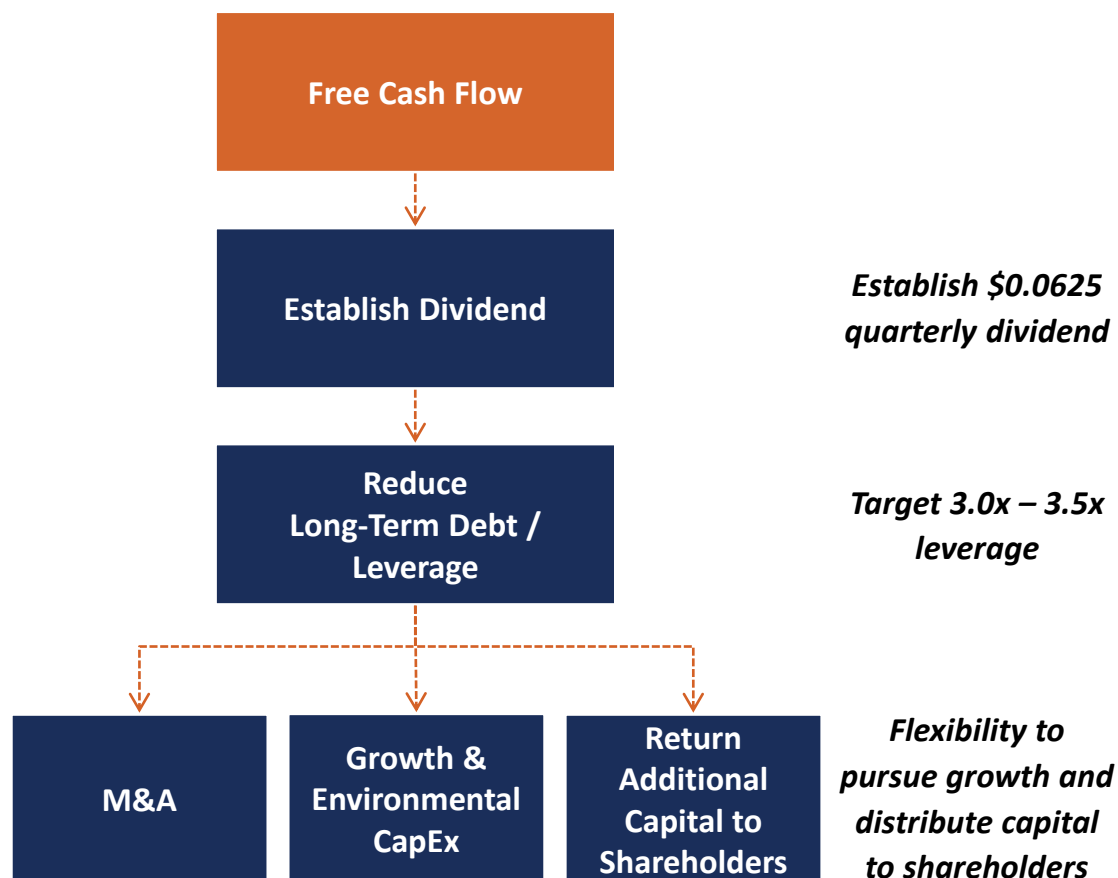 Free Cash Flow
Establish Dividend
Establish $0.0625
quarterly dividend
Reduce
Long-Term Debt /
Leverage
Target 3.0x – 3.5x
leverage
M&A
Growth &
Environmental
CapEx
Return
Additional
Capital to
Shareholders
Flexibility to
pursue growth and
distribute capital
to shareholders